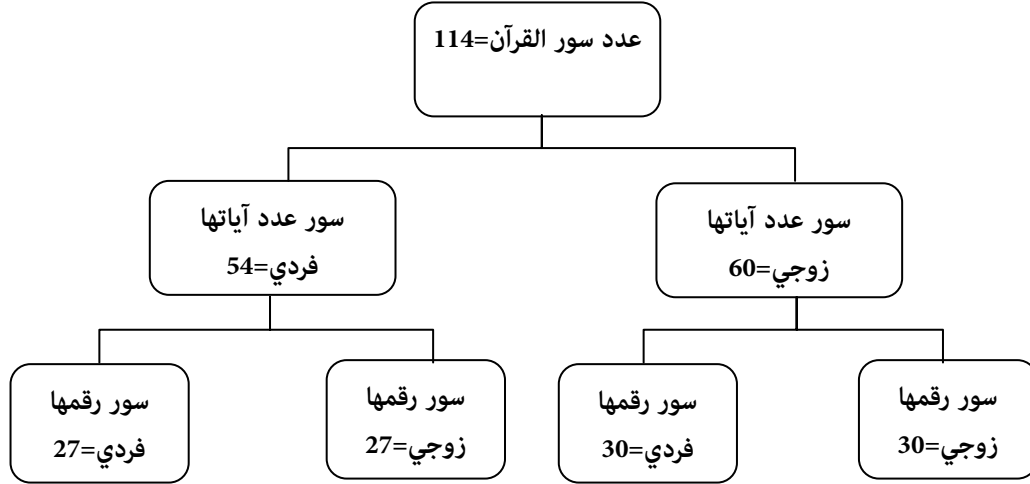 عدد سور القرآن=114
سور عدد آياتها
زوجي=60
سور عدد آياتها
فردي=54
سور رقمها
زوجي=30
سور رقمها
فردي=30
سور رقمها
زوجي=27
سور رقمها
فردي=27